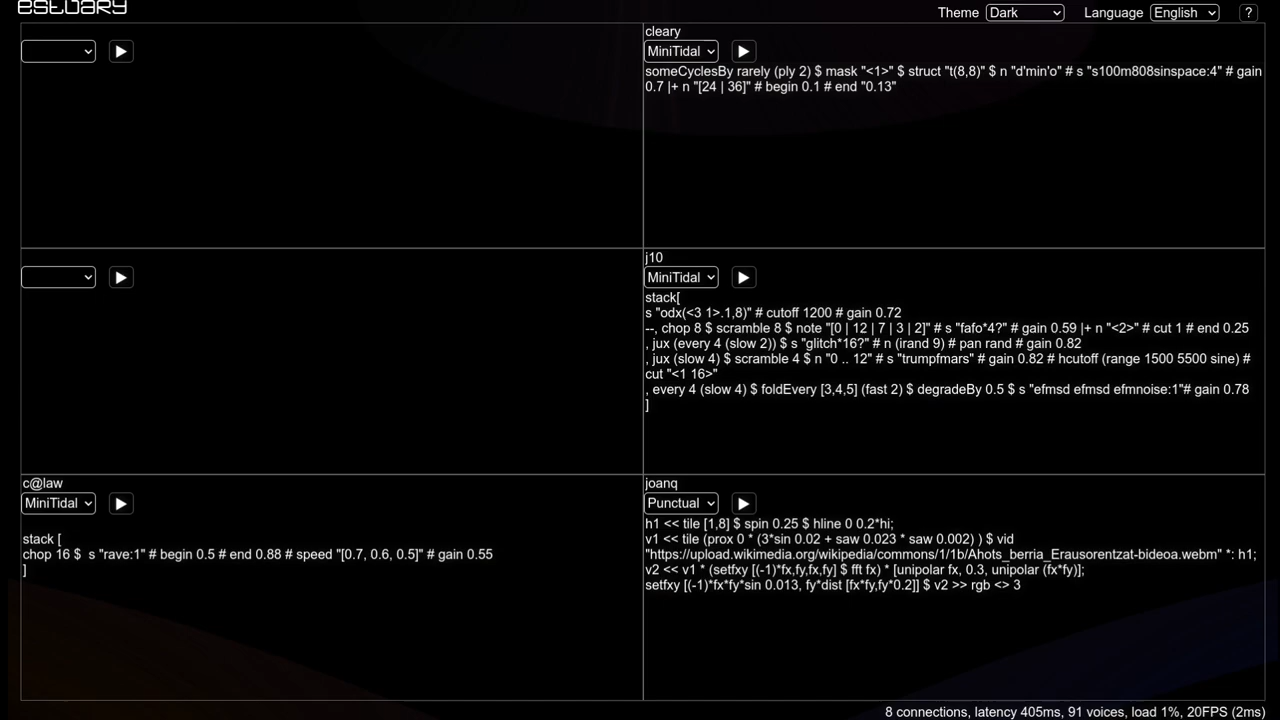 estuary
Theme Dark Language English ?
cleary
MiniTidal
someCyclesBy rarely (ply 2) $ mask "<1>" $ struct "t(8,8)" $ n "d'min'o" # s "s100m808sinspace:4" # gain
0.7 |+ n "[24 | 36]" # begin 0.1 # end "0.13"
j10
MiniTidal
stack[
s "odx(<3 1>.1,8)" # cutoff 1200 # gain 0.72
--, chop 8 $ scramble 8 $ note "[0 | 12 | 7 | 3 | 2]" # s "fafo*4?" # gain 0.59 |+ n "<2>" # cut 1 # end 0.25
, jux (every 4 (slow 2)) $ s "glitch*16?" # n (irand 9) # pan rand # gain 0.82
, jux (slow 4) $ scramble 4 $ n "0 .. 12" # s "trumpfmars" # gain 0.82 # hcutoff (range 1500 5500 sine) #
cut "<1 16>"
, every 4 (slow 4) $ foldEvery [3,4,5] (fast 2) $ degradeBy 0.5 $ s "efmsd efmsd efmnoise:1"# gain 0.78
]
c@law
MiniTidal
stack [
chop 16 $  s "rave:1" # begin 0.5 # end 0.88 # speed "[0.7, 0.6, 0.5]" # gain 0.55
]
joanq
Punctual
h1 << tile [1,8] $ spin 0.25 $ hline 0 0.2*hi;
v1 << tile (prox 0 * (3*sin 0.02 + saw 0.023 * saw 0.002) ) $ vid
"https://upload.wikimedia.org/wikipedia/commons/1/1b/Ahots_berria_Erausorentzat-bideoa.webm" *: h1;
v2 << v1 * (setfxy [(-1)*fx,fy,fx,fy] $ fft fx) * [unipolar fx, 0.3, unipolar (fx*fy)];
setfxy [(-1)*fx*fy*sin 0.013, fy*dist [fx*fy,fy*0.2]] $ v2 >> rgb <> 3
8 connections, latency 405ms, 91 voices, load 1%, 20FPS (2ms)